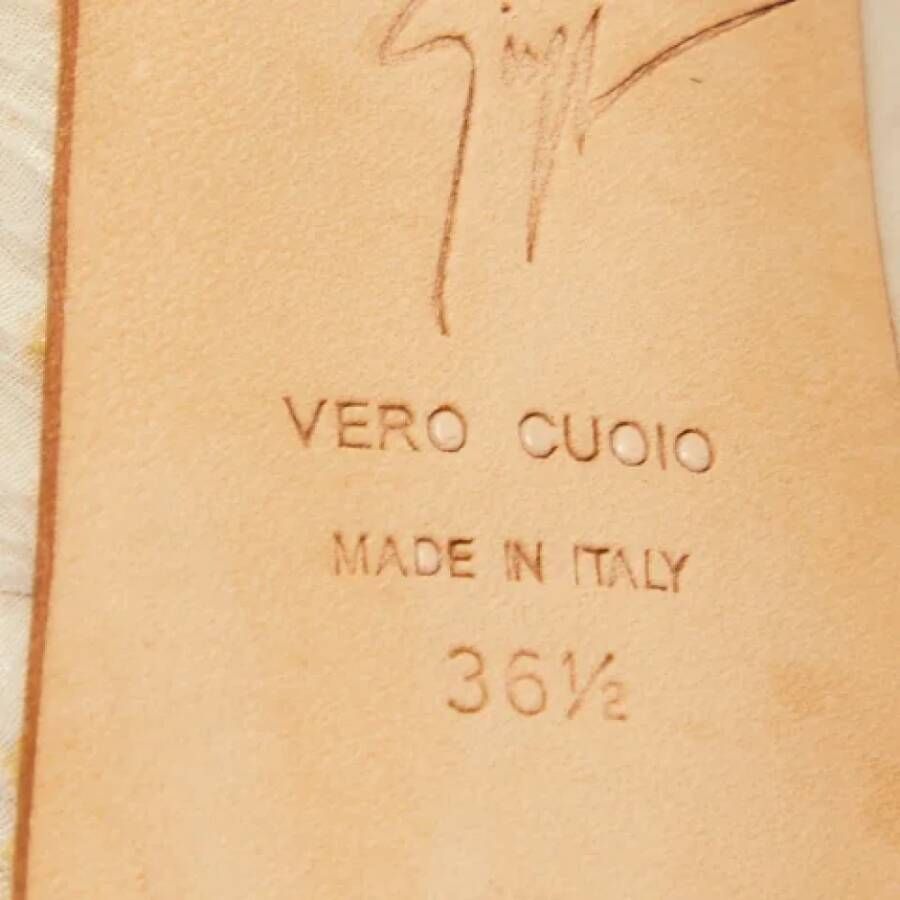 VERO CUOIO
MADE IN ITALY
36½